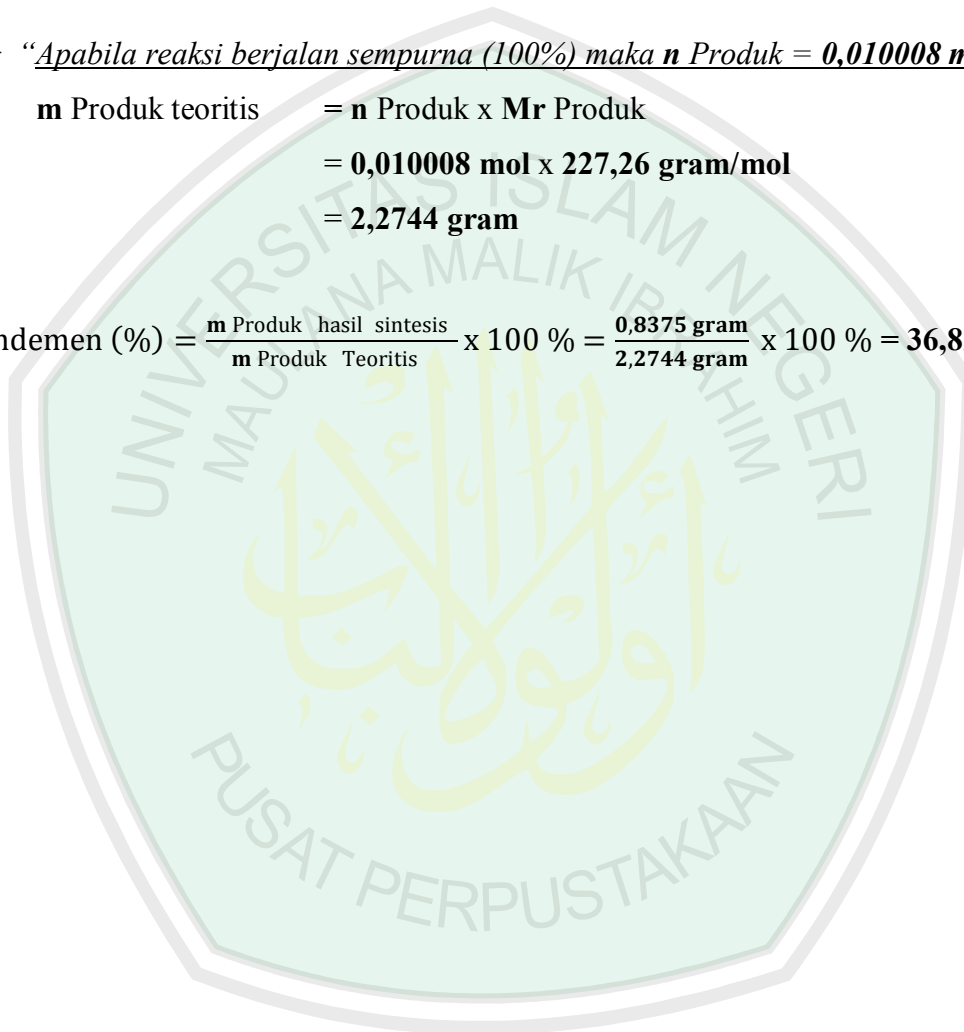 “Apabila reaksi berjalan sempurna (100%) maka n Produk = 0,010008 m
m Produk teoritis = n Produk x Mr Produk
= 0,010008 mol x 227,26 gram/mol
= 2,2744 gram
ndemen (%) = m Produk hasil sintesis / m Produk Teoritis x 100 % = 0,8375 gram / 2,2744 gram x 100 % = 36,8
UNIVERSITAS ISLAM NEGERI
MAULANA MALIK IBRAHIM
PUSAT PERPUSTAKAAN